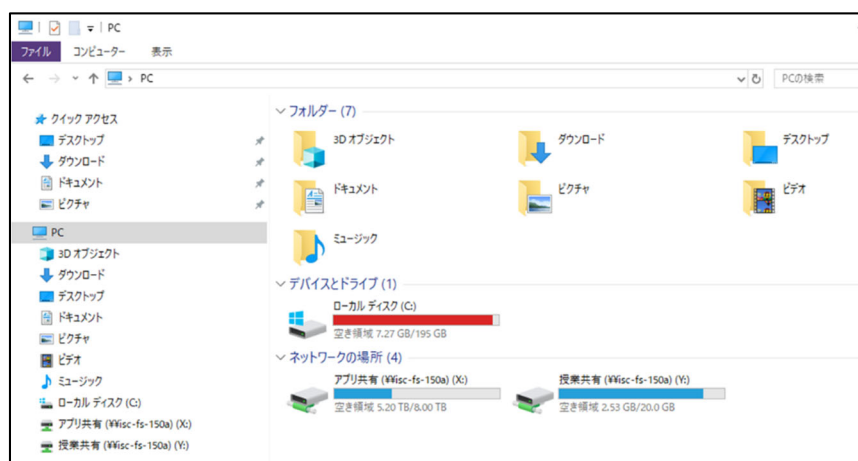 PC
ファイル コンピューター 表示
PC PCの検索
クイック アクセス
デスクトップ
ダウンロード
ドキュメント
ピクチャ
PC
3D オブジェクト
ダウンロード
デスクトップ
ドキュメント
ピクチャ
ビデオ
ミュージック
ローカル ディスク (C:)
アプリ共有 (¥¥isc-fs-150a) (X:)
授業共有 (¥¥isc-fs-150a) (Y:)
フォルダー (7)
3D オブジェクト ダウンロード デスクトップ
ドキュメント ピクチャ ビデオ
ミュージック
デバイスとドライブ (1)
ローカル ディスク (C:)
空き領域 7.27 GB/195 GB
ネットワークの場所 (4)
アプリ共有 (¥¥isc-fs-150a) (X:) 授業共有 (¥¥isc-fs-150a) (Y:)
空き領域 5.20 TB/8.00 TB 空き領域 2.53 GB/20.0 GB